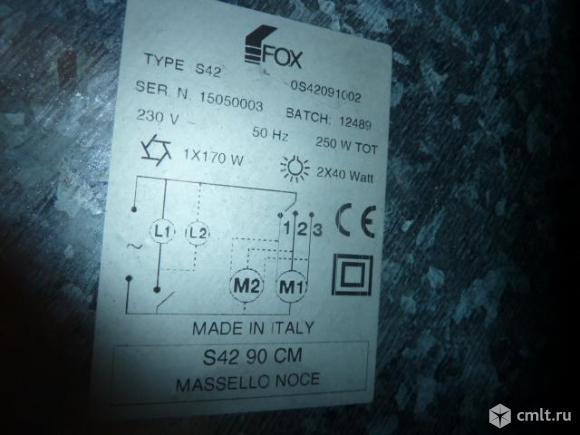 FOX
TYPE S42 0S42091002
SER. N. 15050003 BATCH: 12489
230 V 50 Hz 250 W TOT
1X170 W 2X40 Watt
1 2 3 CE
~ L1 L2
M2 M1
MADE IN ITALY
S42 90 CM
MASSELLO NOCE
cmlt.ru